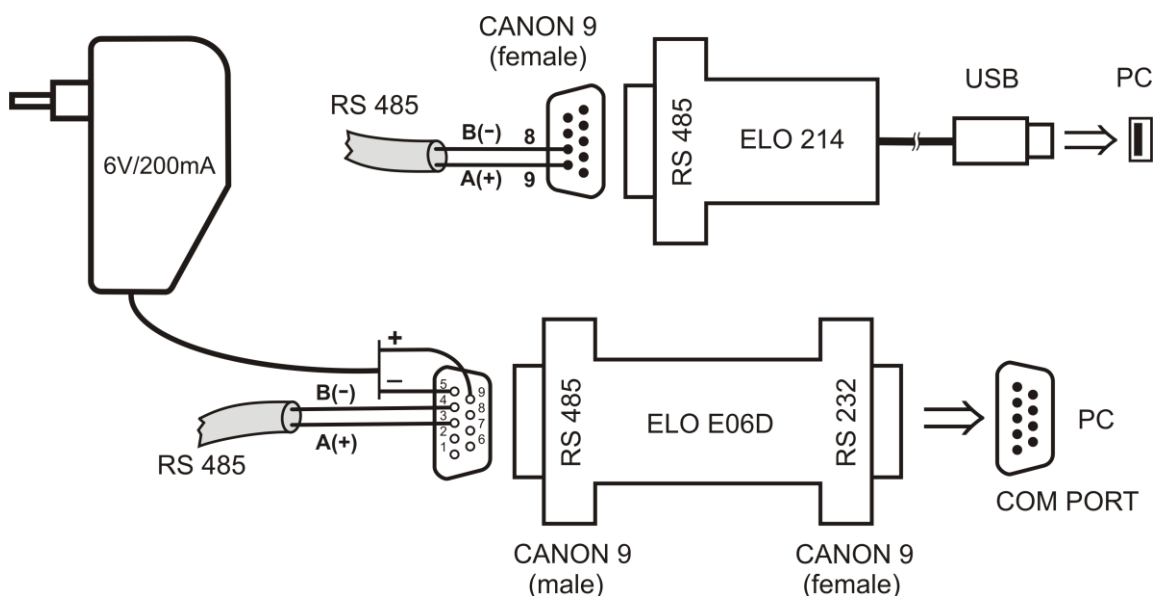 CANON 9
(female)
RS 485
B(–) 8
A(+) 9
RS 485
ELO 214
USB
PC
6V/200mA
+
–
B(–)
A(+)
RS 485
5
4
3
2
1
9
8
7
6
RS 485
ELO E06D
RS 232
PC
COM PORT
CANON 9
(male)
CANON 9
(female)